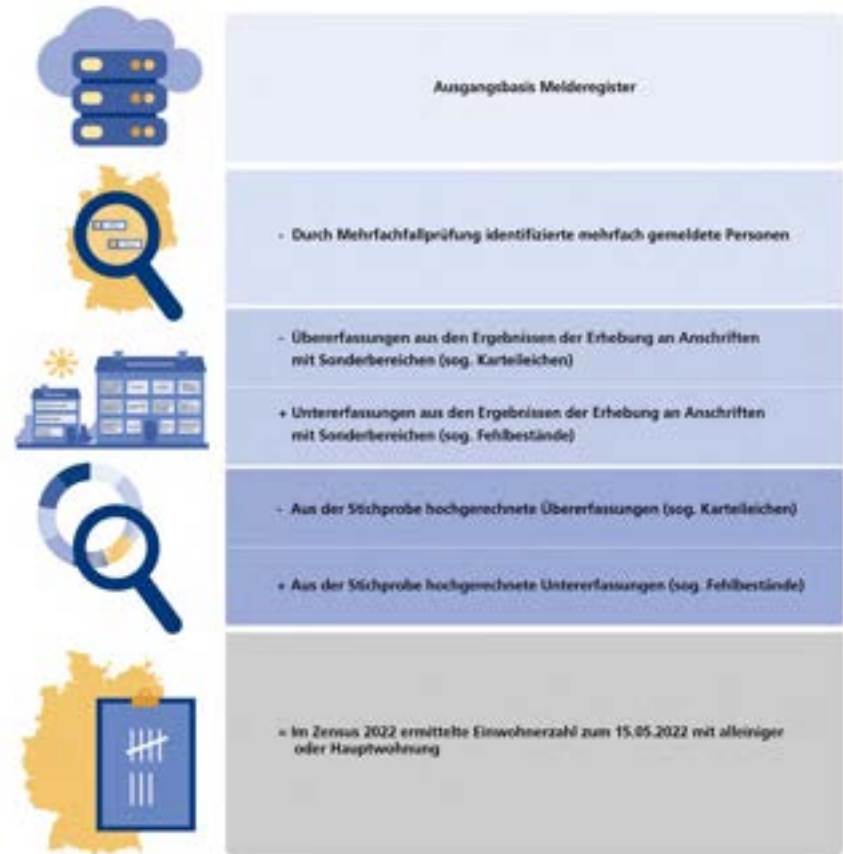 Ausgangsbasis Melderegister
- Durch Mehrfachfallprüfung identifizierte mehrfach gemeldete Personen
- Übererfassungen aus den Ergebnissen der Erhebung an Anschriften
mit Sonderbereichen (sog. Karteileichen)
+ Untererfassungen aus den Ergebnissen der Erhebung an Anschriften
mit Sonderbereichen (sog. Fehlbestände)
- Aus der Stichprobe hochgerechnete Übererfassungen (sog. Karteileichen)
+ Aus der Stichprobe hochgerechnete Untererfassungen (sog. Fehlbestände)
= Im Zensus 2022 ermittelte Einwohnerzahl zum 15.05.2022 mit alleiniger
oder Hauptwohnung